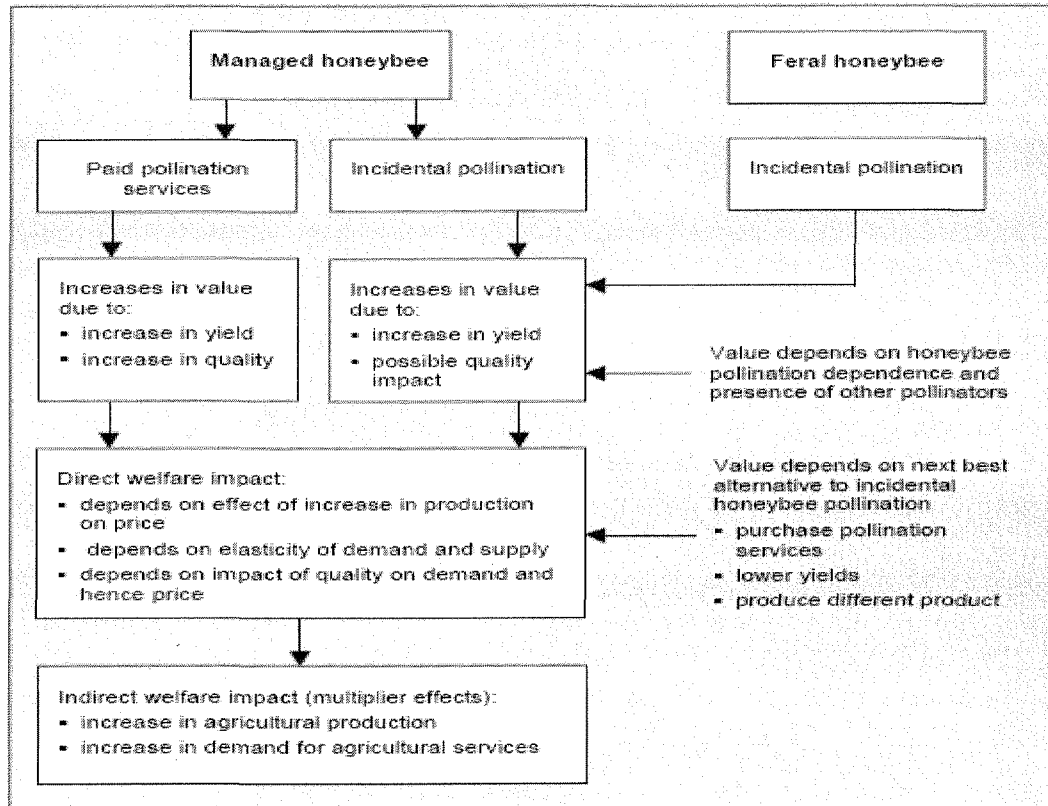 Managed honeybee
Feral honeybee
Paid pollination
services
Incidental pollination
Incidental pollination
Increases in value
due to:
▪ increase in yield
▪ increase in quality
Increases in value
due to:
▪ increase in yield
▪ possible quality
impact
Value depends on honeybee
pollination dependence and
presence of other pollinators
Direct welfare impact:
▪ depends on effect of increase in production
on price
▪ depends on elasticity of demand and supply
▪ depends on impact of quality on demand and
hence price
Value depends on next best
alternative to incidental
honeybee pollination
▪ purchase pollination
services
▪ lower yields
▪ produce different product
Indirect welfare impact (multiplier effects):
▪ increase in agricultural production
▪ increase in demand for agricultural services